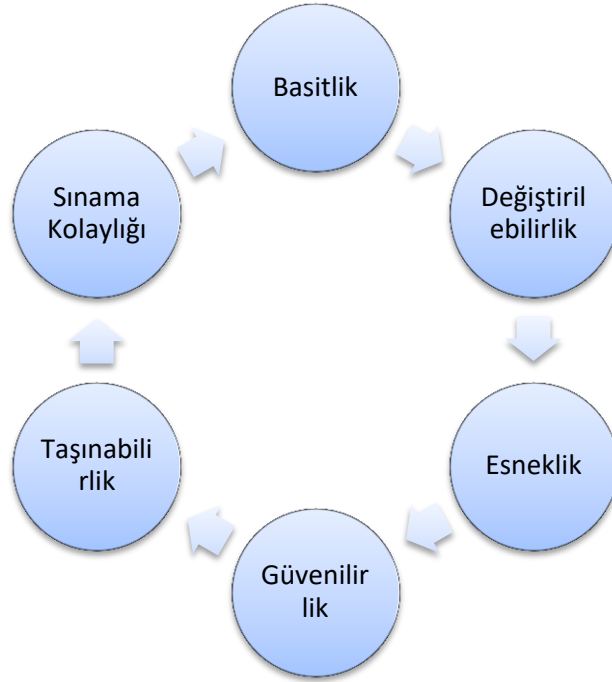 Basitlik
Değiştiril
ebilirlik
Esneklik
Güvenilir
lik
Taşınabili
rlik
Sınama
Kolaylığı